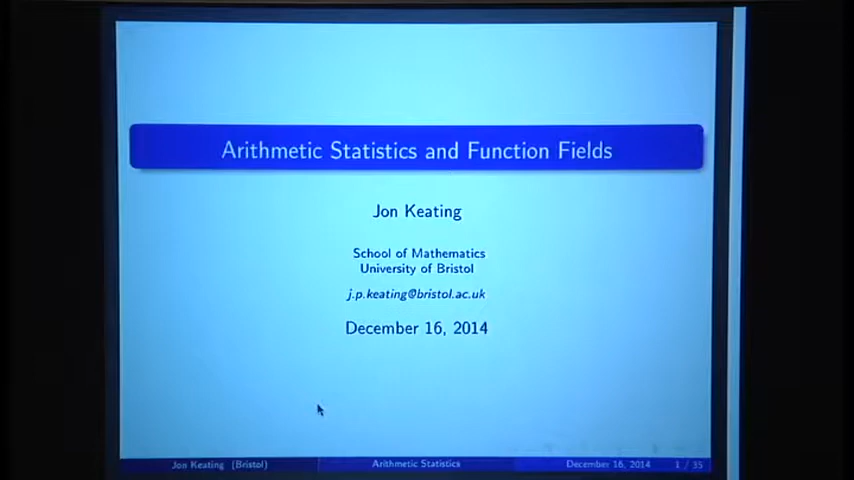 Arithmetic Statistics and Function Fields
Jon Keating
School of Mathematics
University of Bristol
j.p.keating@bristol.ac.uk
December 16, 2014
Jon Keating (Bristol) Arithmetic Statistics December 16, 2014 1 / 35